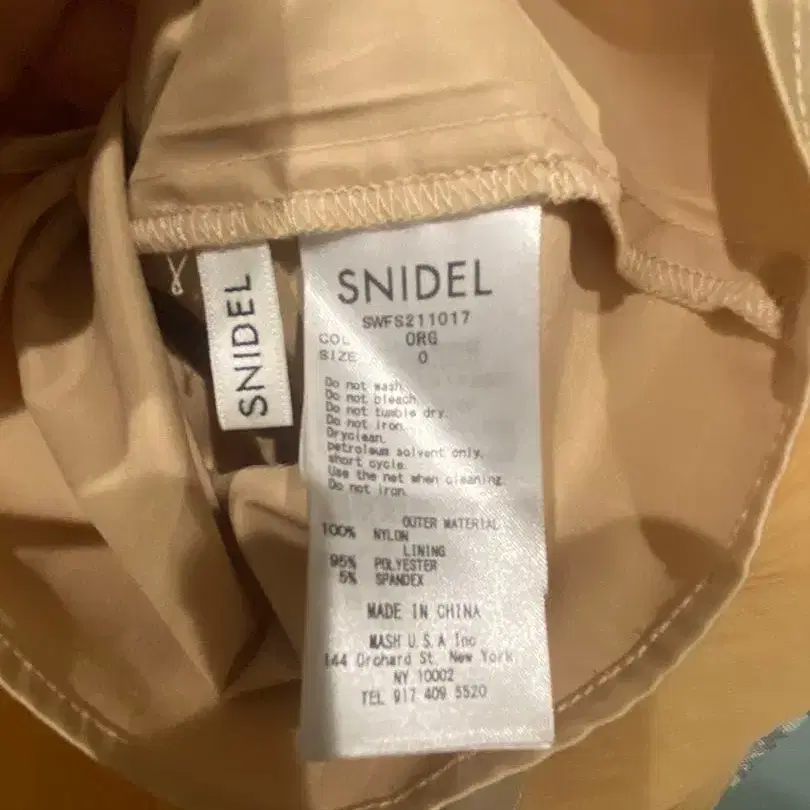 SNIDEL
SNIDEL
SWFS211017
COL ORG
SIZE 0
Do not wash.
Do not bleach.
Do not tumble dry.
Do not iron.
Dryclean.
petroleum solvent only.
short cycle.
Use the net when cleaning.
Do not iron.
OUTER MATERIAL
100% NYLON
LINING
95% POLYESTER
5% SPANDEX
MADE IN CHINA
MASH U.S.A Inc
144 Orchard St. New York
NY 10002
TEL 917 409 5520